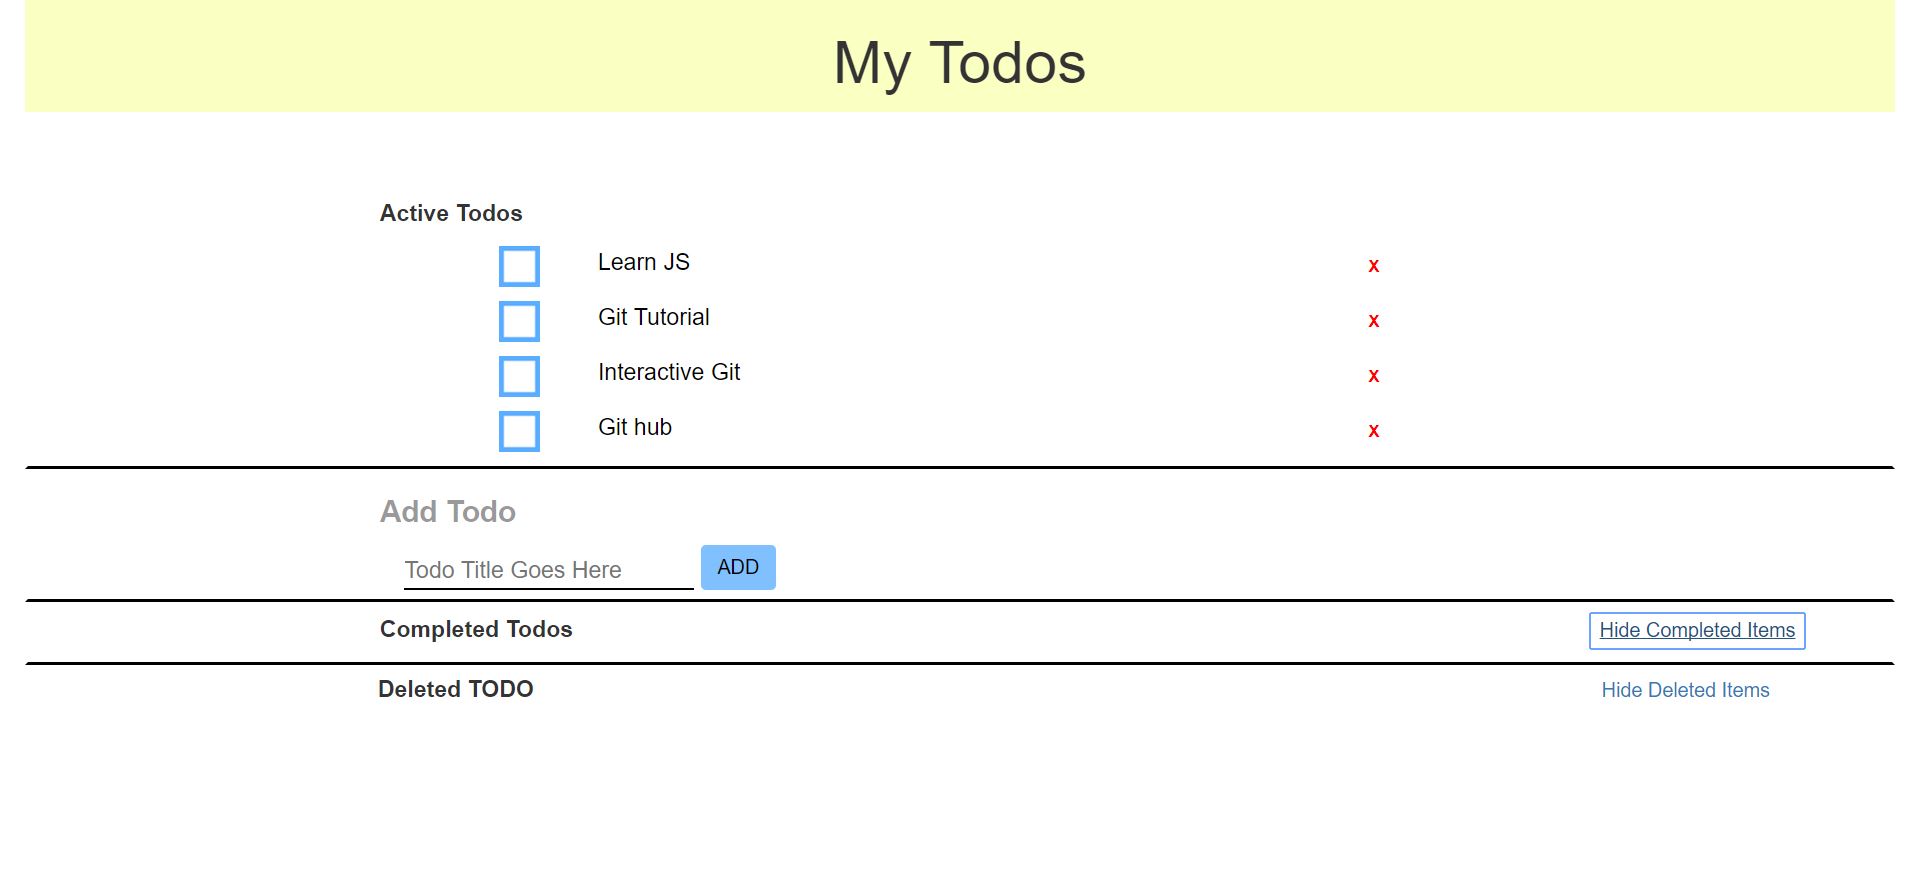 My Todos
Active Todos
Learn JS x
Git Tutorial x
Interactive Git x
Git hub x
Add Todo
Todo Title Goes Here ADD
Completed Todos Hide Completed Items
Deleted TODO Hide Deleted Items